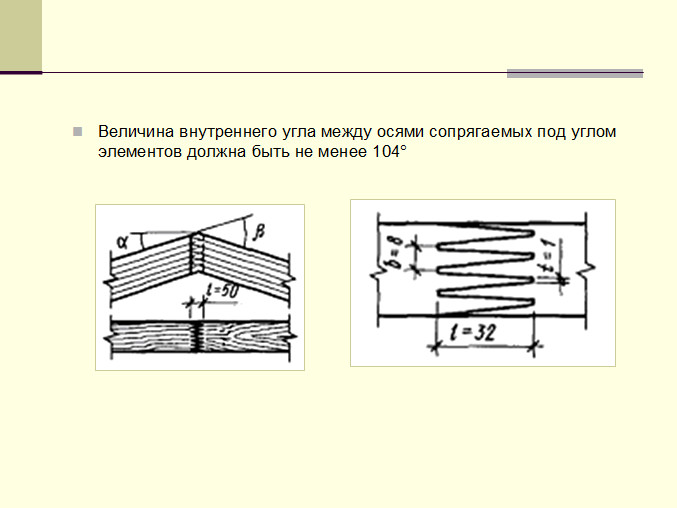 Величина внутреннего угла между осями сопрягаемых под углом
элементов должна быть не менее 104°
α
β
l=50
b=8
t=1
l=32